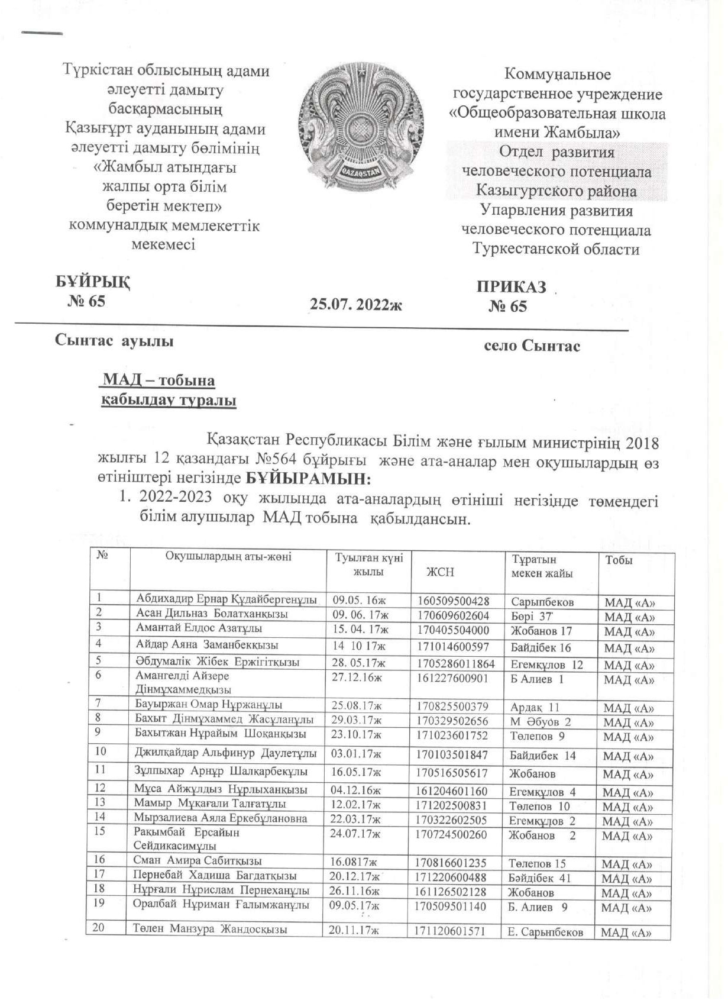 Түркістан облысының адами
әлеуетті дамыту
басқармасының
Қазығұрт ауданының адами
әлеуетті дамыту бөлімінің
«Жамбыл атындағы
жалпы орта білім
беретін мектеп»
коммуналдық мемлекеттік
мекемесі
QAZAQSTAN
Коммунальное
государственное учреждение
«Общеобразовательная школа
имени Жамбыла»
Отдел развития
человеческого потенциала
Казыгуртского района
Упарвления развития
человеческого потенциала
Туркестанской области
БҰЙРЫҚ
№ 65
25.07. 2022ж
ПРИКАЗ
№ 65
Сынтас ауылы
село Сынтас
МАД – тобына
қабылдау туралы
Қазақстан Республикасы Білім және ғылым министрінің 2018
жылғы 12 қазандағы №564 бұйрығы және ата-аналар мен оқушылардың өз
өтініштері негізінде БҰЙЫРАМЫН:
1. 2022-2023 оқу жылында ата-аналардың өтініші негізінде төмендегі
білім алушылар МАД тобына қабылдансын.
№ Оқушылардың аты-жөні Туылған күні жылы ЖСН Тұратын мекен жайы Тобы
1 Абдихадир Ернар Құдайбергенұлы 09.05. 16ж 160509500428 Сарыпбеков МАД «А»
2 Асан Дильназ Болатханқызы 09. 06. 17ж 170609602604 Бөрі 37 МАД «А»
3 Амантай Елдос Азатұлы 15. 04. 17ж 170405504000 Жобанов 17 МАД «А»
4 Айдар Аяна Заманбекқызы 14 10 17ж 171014600597 Байдібек 16 МАД «А»
5 Әбдумалік Жібек Ержігітқызы 28. 05.17ж 1705286011864 Егемқұлов 12 МАД «А»
6 Амангелді Айзере 27.12.16ж 161227600901 Б Алиев 1 МАД «А»
Дінмұхаммедқызы
7 Бауыржан Омар Нұржанұлы 25.08.17ж 170825500379 Ардақ 11 МАД «А»
8 Бахыт Дінмұхаммед Жасұланұлы 29.03.17ж 170329502656 М Әбуов 2 МАД «А»
9 Бахытжан Нұрайым Шоқанқызы 23.10.17ж 171023601752 Төлепов 9 МАД «А»
10 Джилқайдар Альфинур Даулетұлы 03.01.17ж 170103501847 Байдибек 14 МАД «А»
11 Зұлпыхар Арнұр Шалқарбекұлы 16.05.17ж 170516505617 Жобанов МАД «А»
12 Мұса Айжұлдыз Нұрлыханқызы 04.12.16ж 161204601160 Егемқұлов 4 МАД «А»
13 Мамыр Мұқағали Талғатұлы 12.02.17ж 171202500831 Төлепов 10 МАД «А»
14 Мырзалиева Аяла Еркебұлановна 22.03.17ж 170322602505 Егемқұлов 2 МАД «А»
15 Рақымбай Ерсайын 24.07.17ж 170724500260 Жобанов 2 МАД «А»
Сейдикасимұлы
16 Сман Амира Сабитқызы 16.0817ж 170816601235 Төлепов 15 МАД «А»
17 Пернебай Хадиша Багдатқызы 20.12.17ж 171220600488 Бәйдібек 41 МАД «А»
18 Нұрғали Нұрислам Пернеханұлы 26.11.16ж 161126502128 Жобанов МАД «А»
19 Оралбай Нұриман Ғалымжанұлы 09.05.17ж 170509501140 Б. Алиев 9 МАД «А»
20 Төлен Манзура Жандосқызы 20.11.17ж 171120601571 Е. Сарыпбеков МАД «А»